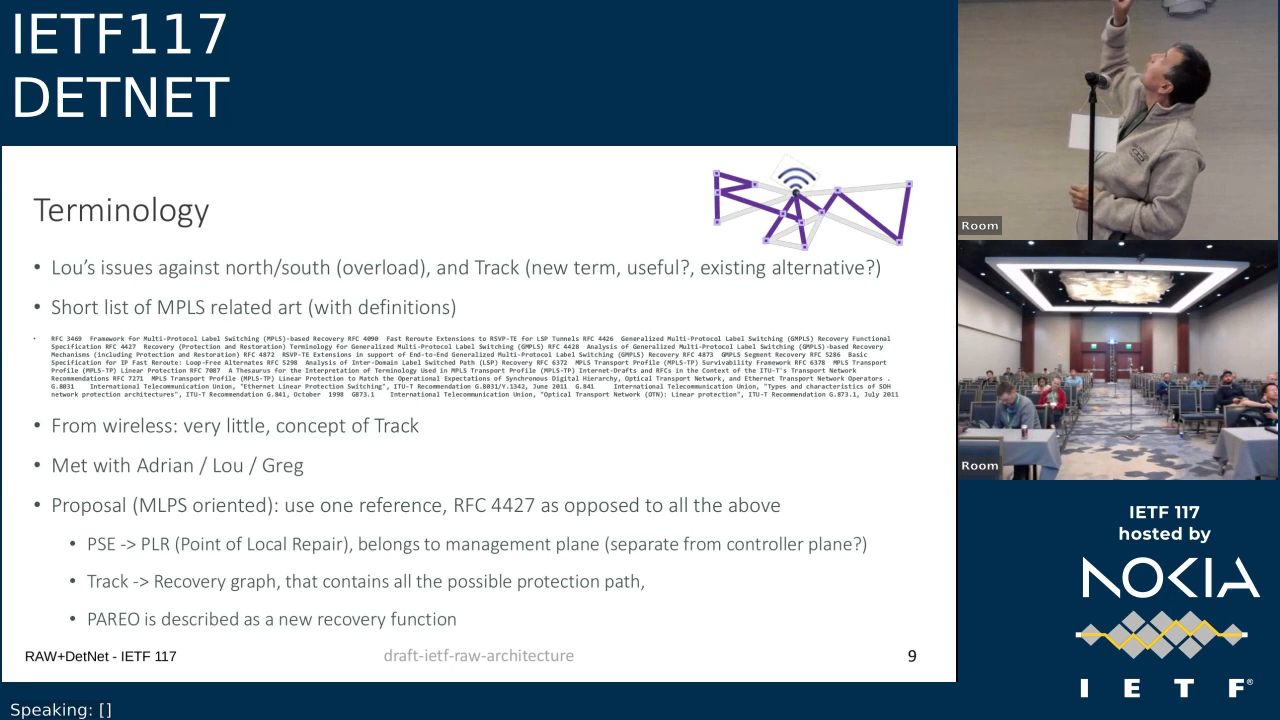 IETF117
DETNET
Terminology
• Lou's issues against north/south (overload), and Track (new term, useful?, existing alternative?)
• Short list of MPLS related art (with definitions)
• RFC 3469 Framework for Multi-Protocol Label Switching (MPLS)-based Recovery RFC 4090 Fast Reroute Extensions to RSVP-TE for LSP Tunnels RFC 4426 Generalized Multi-Protocol Label Switching (GMPLS) Recovery Functional
Specification RFC 4427 Recovery (Protection and Restoration) Terminology for Generalized Multi-Protocol Label Switching (GMPLS) RFC 4428 Analysis of Generalized Multi-Protocol Label Switching (GMPLS)-based Recovery
Mechanisms (including Protection and Restoration) RFC 4872 RSVP-TE Extensions in support of End-to-End Generalized Multi-Protocol Label Switching (GMPLS) Recovery RFC 4873 GMPLS Segment Recovery RFC 5286 Basic
Specification for IP Fast Reroute: Loop-Free Alternates RFC 5298 Analysis of Inter-Domain Label Switched Path (LSP) Recovery RFC 6372 MPLS Transport Profile (MPLS-TP) Survivability Framework RFC 6378 MPLS Transport
Profile (MPLS-TP) Linear Protection RFC 7087 A Thesaurus for the Interpretation of Terminology Used in MPLS Transport Profile (MPLS-TP) Internet-Drafts and RFCs in the Context of the ITU-T's Transport Network
Recommendations RFC 7271 MPLS Transport Profile (MPLS-TP) Linear Protection to Match the Operational Expectations of Synchronous Digital Hierarchy, Optical Transport Network, and Ethernet Transport Network Operators .
G.8031 International Telecommunication Union, "Ethernet Linear Protection Switching", ITU-T Recommendation G.8031/Y.1342, June 2011 G.841 International Telecommunication Union, "Types and characteristics of SDH
network protection architectures", ITU-T Recommendation G.841, October 1998 G873.1 International Telecommunication Union, "Optical Transport Network (OTN): Linear protection", ITU-T Recommendation G.873.1, July 2011
• From wireless: very little, concept of Track
• Met with Adrian / Lou / Greg
• Proposal (MLPS oriented): use one reference, RFC 4427 as opposed to all the above
• PSE -> PLR (Point of Local Repair), belongs to management plane (separate from controller plane?)
• Track -> Recovery graph, that contains all the possible protection path,
• PAREO is described as a new recovery function
RAW+DetNet - IETF 117
draft-ietf-raw-architecture
9
Speaking: []
Room
Room
IETF 117
hosted by
NOKIA
IETF®